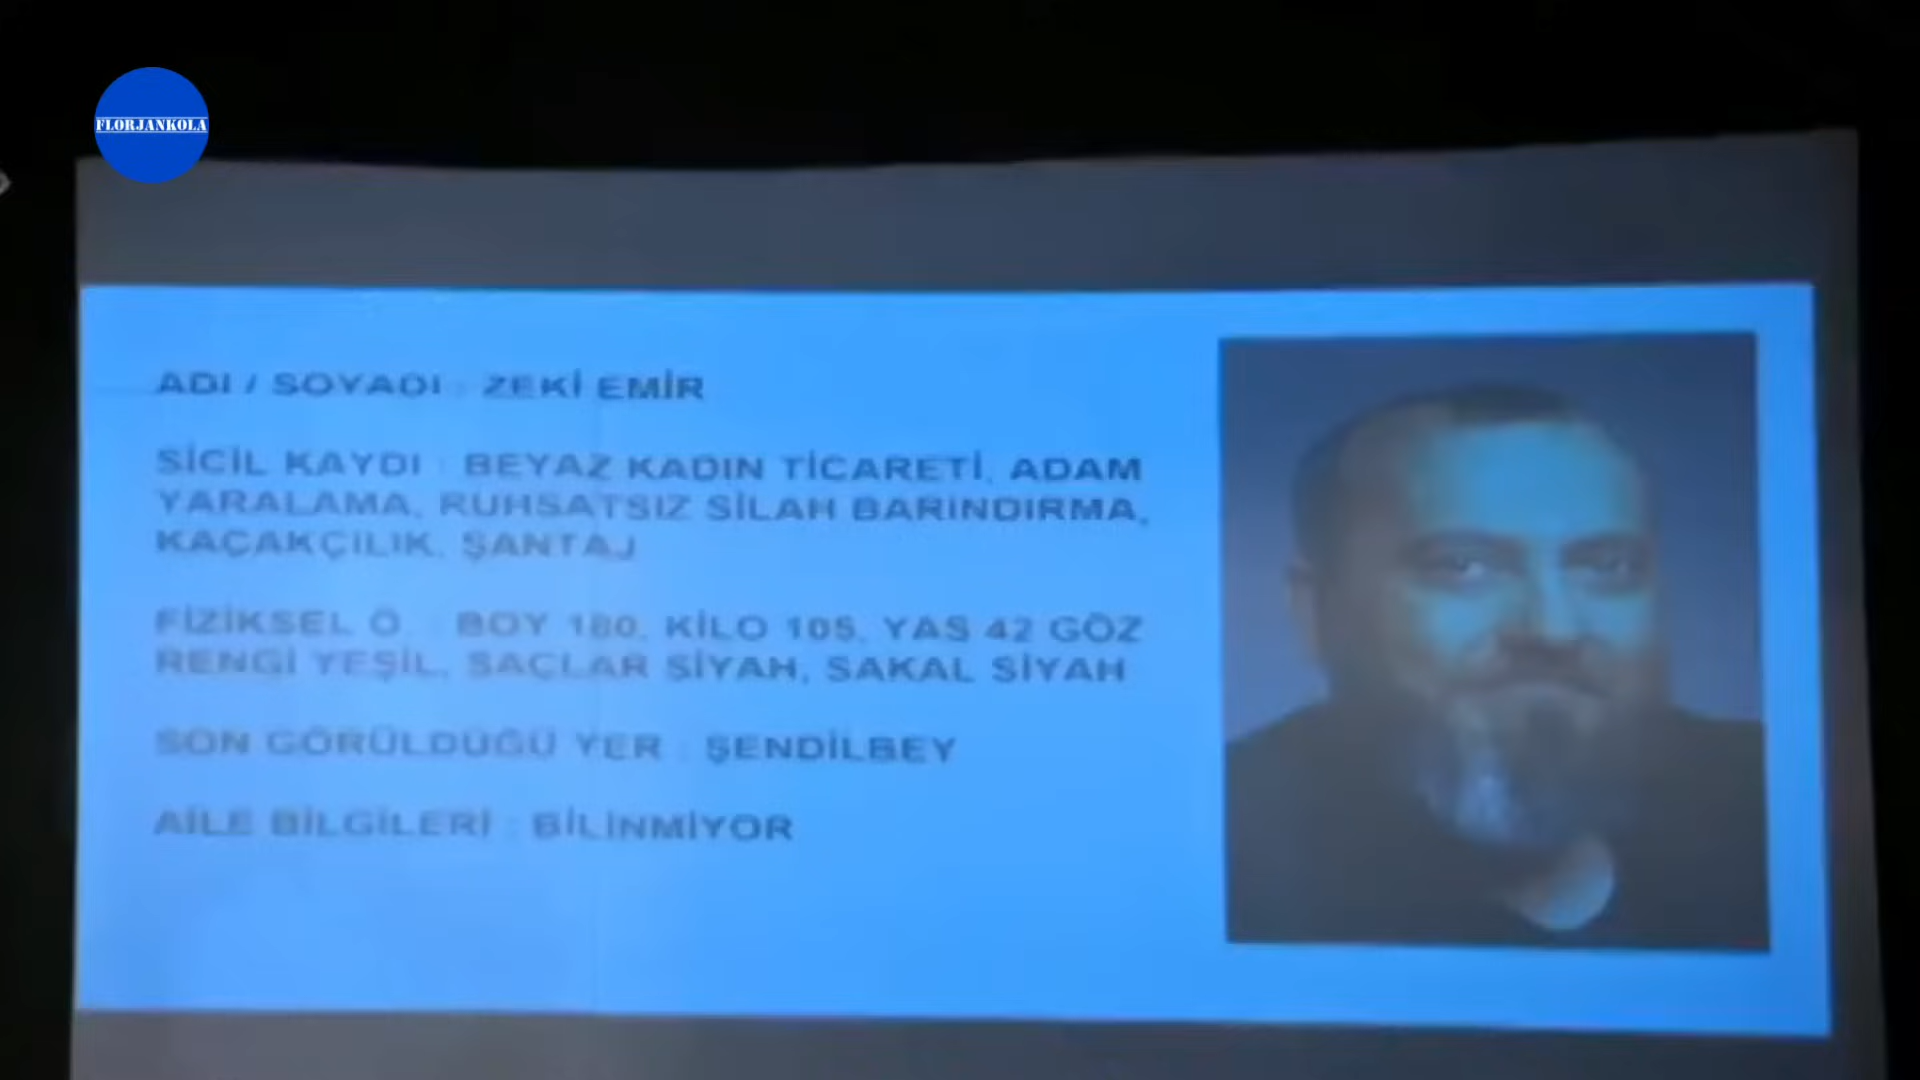 FLORJANKOLA
ADI / SOYADI : ZEKİ EMİR
SİCİL KAYDI : BEYAZ KADIN TİCARETİ, ADAM
YARALAMA, RUHSATSIZ SİLAH BARINDIRMA,
KAÇAKÇILIK, ŞANTAJ
FİZİKSEL Ö. : BOY 180, KİLO 105, YAŞ 42 GÖZ
RENGİ YEŞİL, SAÇLAR SİYAH, SAKAL SİYAH
SON GÖRÜLDÜĞÜ YER : ŞENDİLBEY
AİLE BİLGİLERİ : BİLİNMİYOR